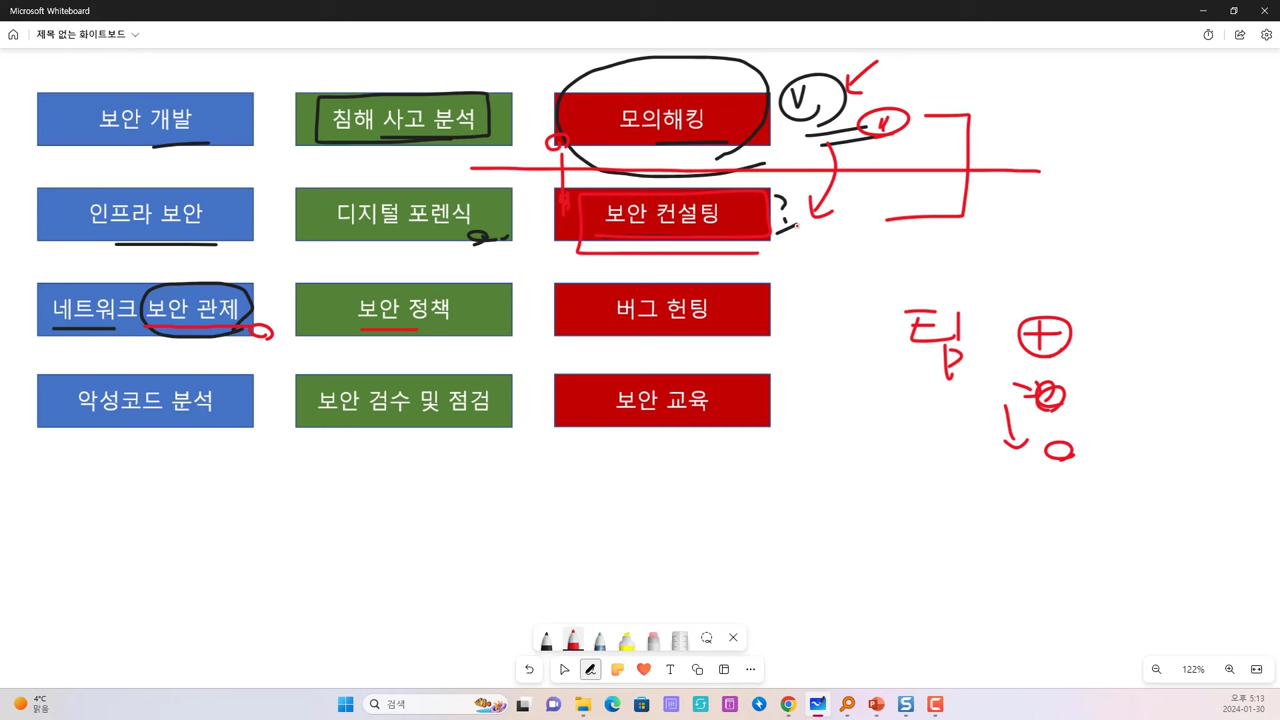 Microsoft Whiteboard
제목 없는 화이트보드
보안 개발
침해 사고 분석
모의해킹
V
V
인프라 보안
디지털 포렌식
보안 컨설팅
?
네트워크 보안 관제
보안 정책
버그 헌팅
팁
악성코드 분석
보안 검수 및 점검
보안 교육
122%
4°C
맑음
검색
오후 5:13
2024-01-30